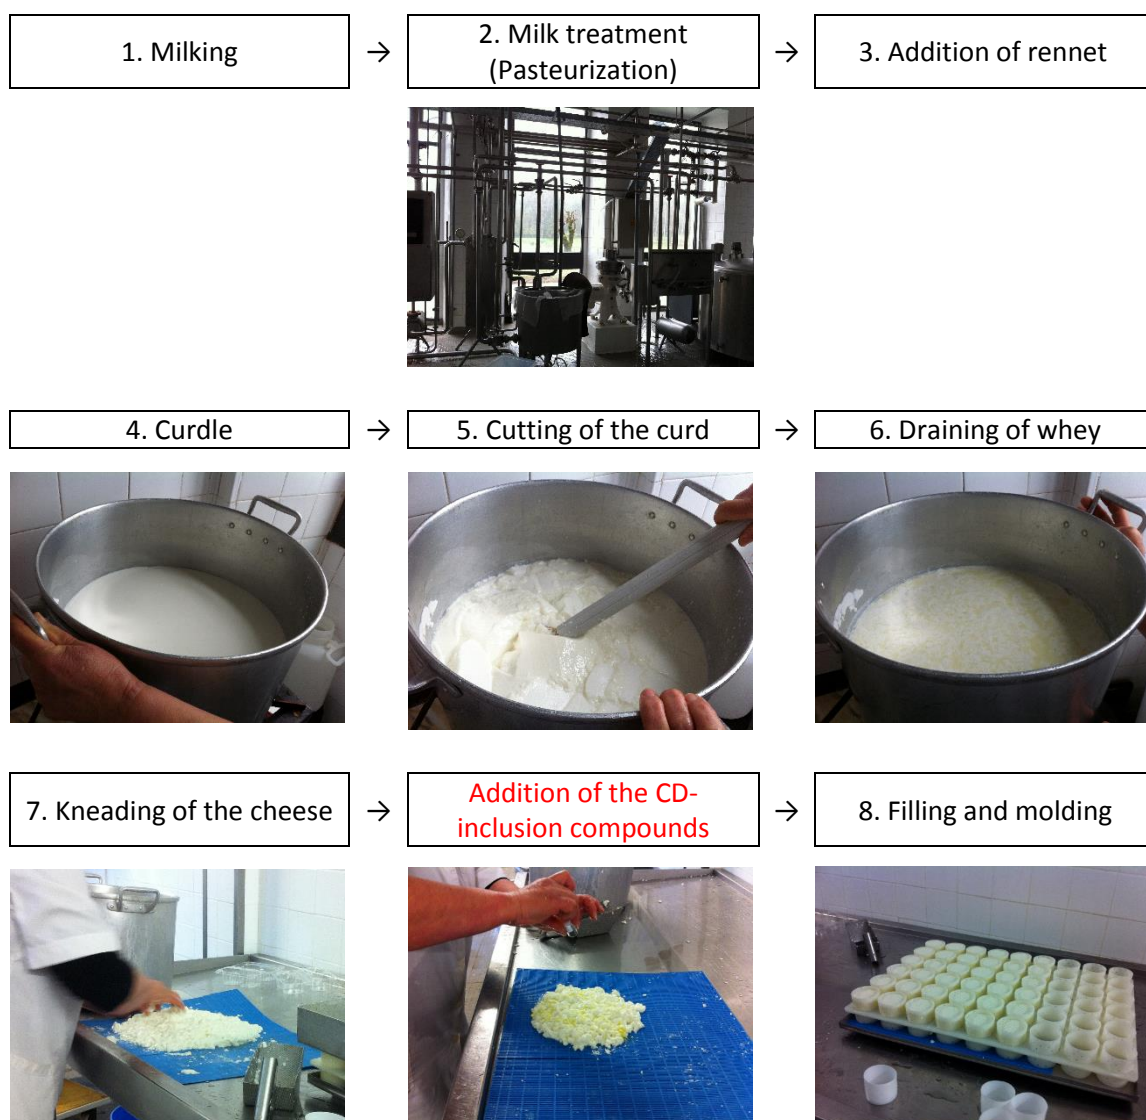 1. Milking
→
2. Milk treatment
(Pasteurization)
→
3. Addition of rennet
4. Curdle
→
5. Cutting of the curd
→
6. Draining of whey
7. Kneading of the cheese
→
Addition of the CD-
inclusion compounds
→
8. Filling and molding